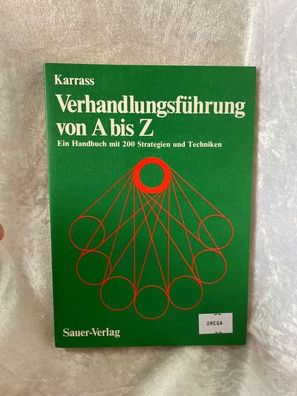 Karrass
Verhandlungsführung
von A bis Z
Ein Handbuch mit 200 Strategien und Techniken
OMEGA
Sauer-Verlag